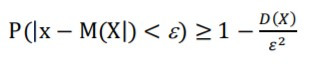 P(|x – M(X|) < ε) ≥ 1 – D(X)/ε²